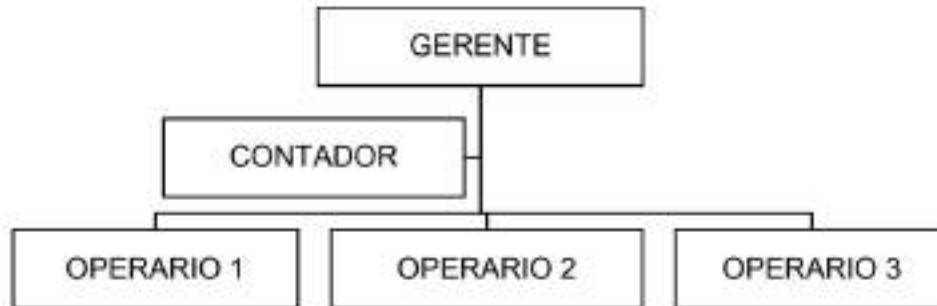 GERENTE
CONTADOR
OPERARIO 1
OPERARIO 2
OPERARIO 3